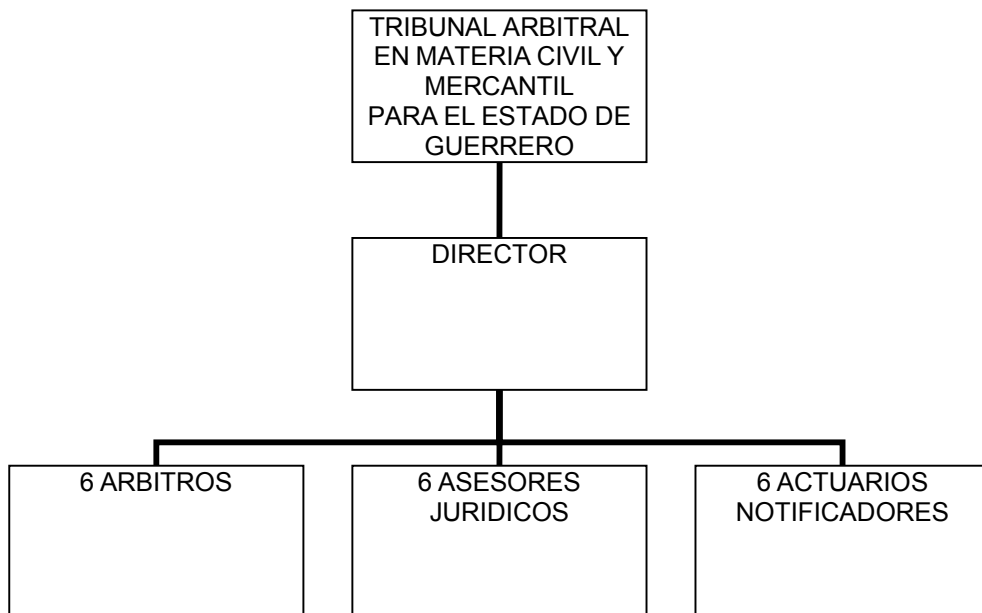 TRIBUNAL ARBITRAL
EN MATERIA CIVIL Y
MERCANTIL
PARA EL ESTADO DE
GUERRERO
DIRECTOR
6 ARBITROS
6 ASESORES
JURIDICOS
6 ACTUARIOS
NOTIFICADORES